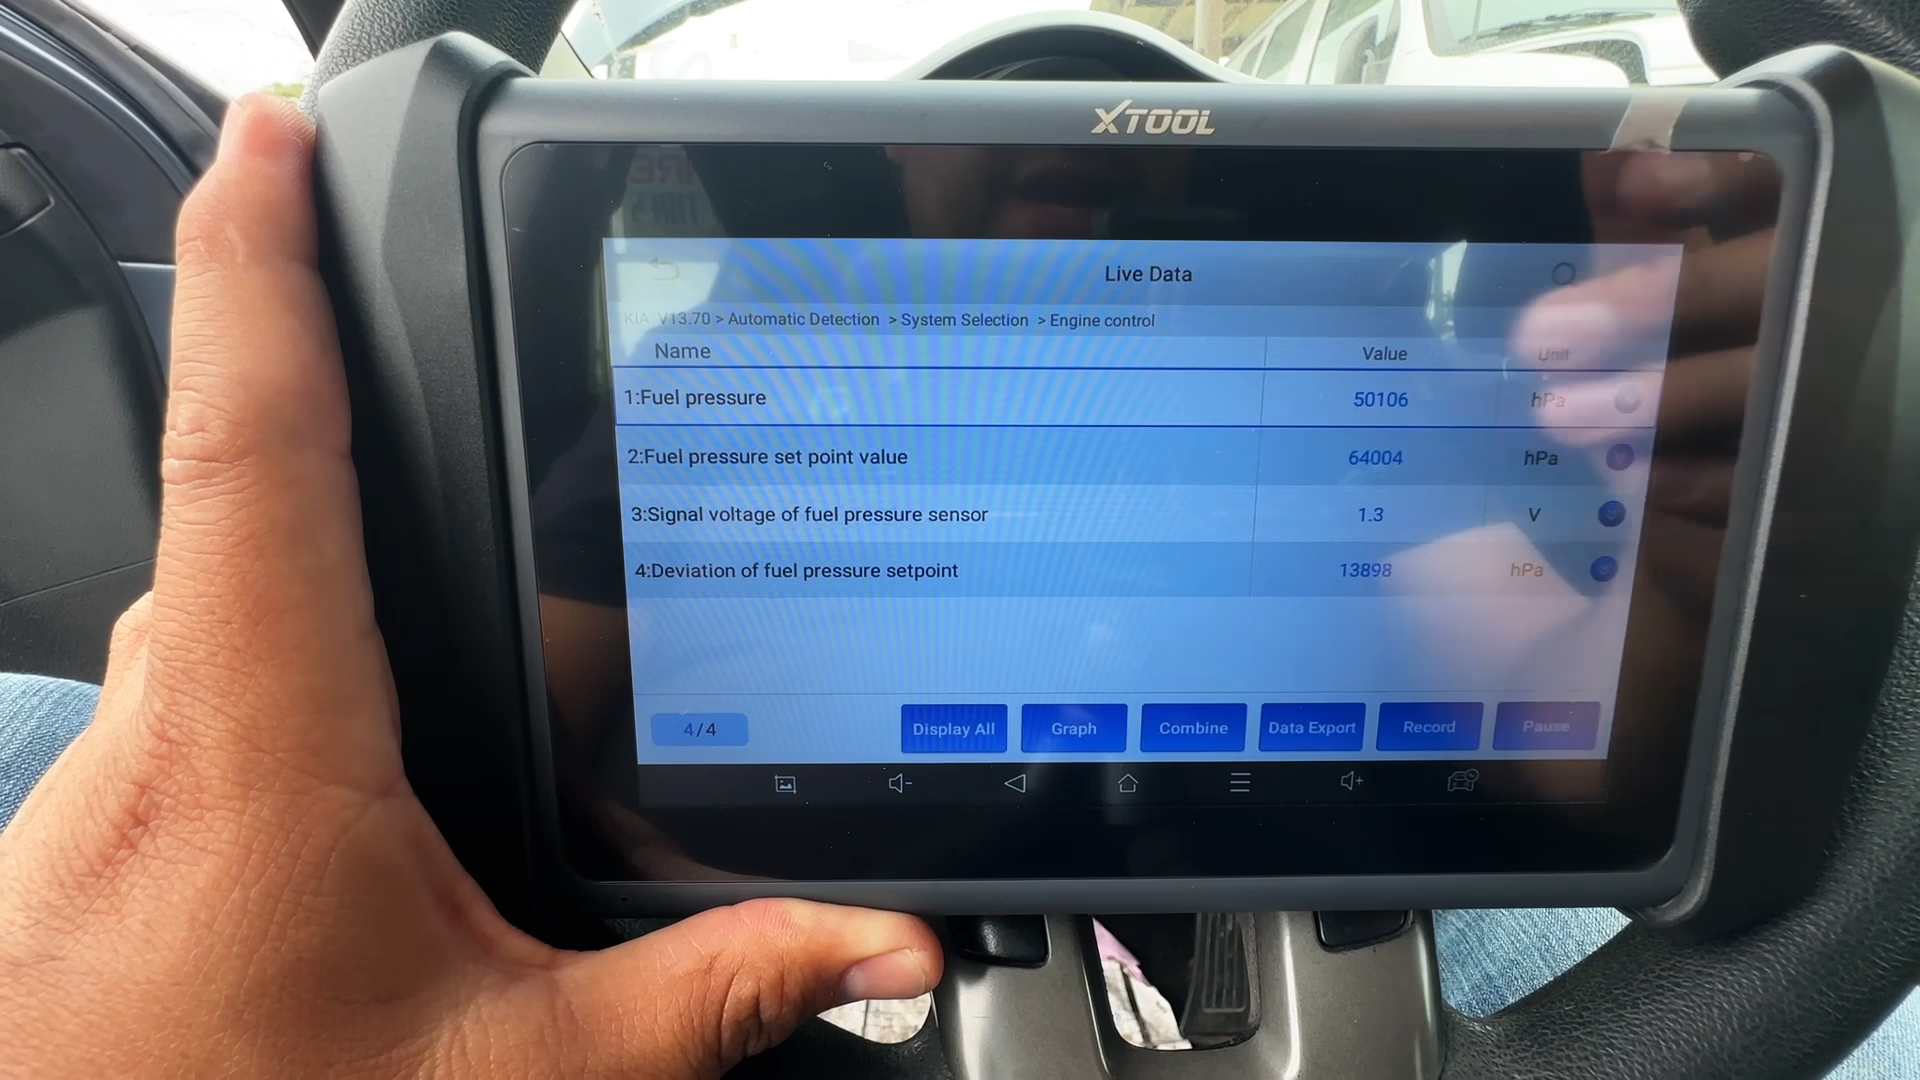 XTOOL
Live Data
KIA V13.70 > Automatic Detection > System Selection > Engine control
Name Value Unit
1:Fuel pressure 50106 hPa
2:Fuel pressure set point value 64004 hPa
3:Signal voltage of fuel pressure sensor 1.3 V
4:Deviation of fuel pressure setpoint 13898 hPa
4/4 Display All Graph Combine Data Export Record Pause